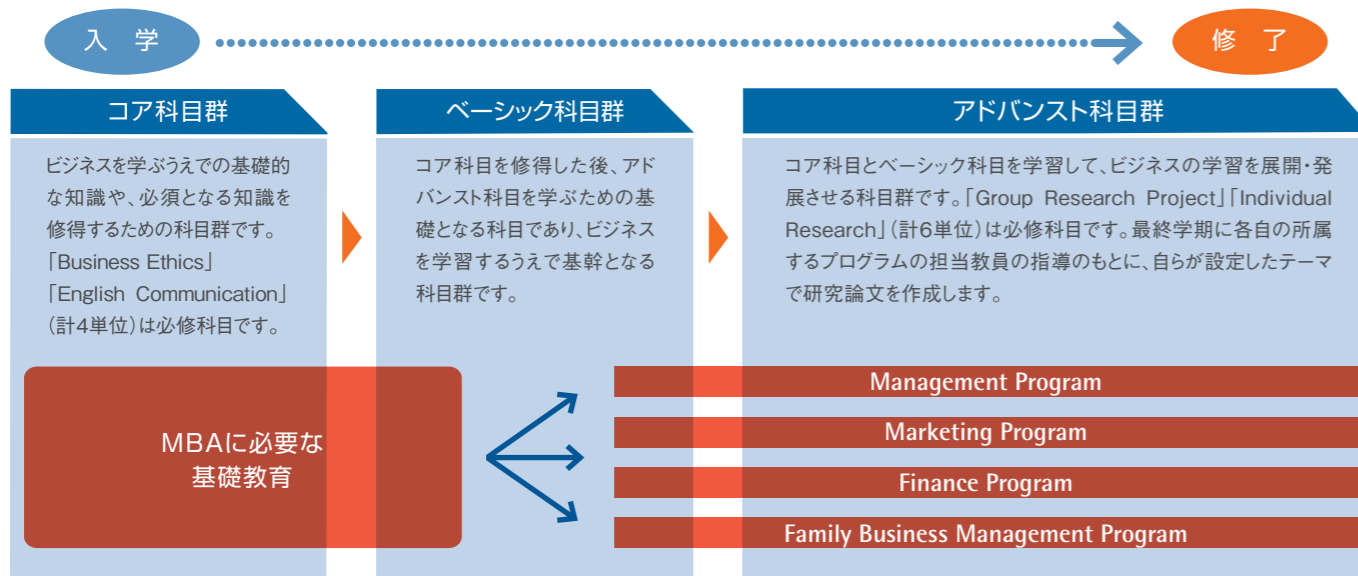 入 学
修 了
コア科目群
ビジネスを学ぶうえでの基礎的
な知識や、必須となる知識を
修得するための科目群です。
「Business Ethics」
「English Communication」
（計4単位）は必修科目です。
ベーシック科目群
コア科目を修得した後、アド
バンスト科目を学ぶための基
礎となる科目であり、ビジネス
を学習するうえで基幹となる
科目群です。
アドバンスト科目群
コア科目とベーシック科目を学習して、ビジネスの学習を展開・発
展させる科目群です。「Group Research Project」「Individual
Research」（計6単位）は必修科目です。最終学期に各自の所属
するプログラムの担当教員の指導のもとに、自らが設定したテーマ
で研究論文を作成します。
MBAに必要な
基礎教育
Management Program
Marketing Program
Finance Program
Family Business Management Program